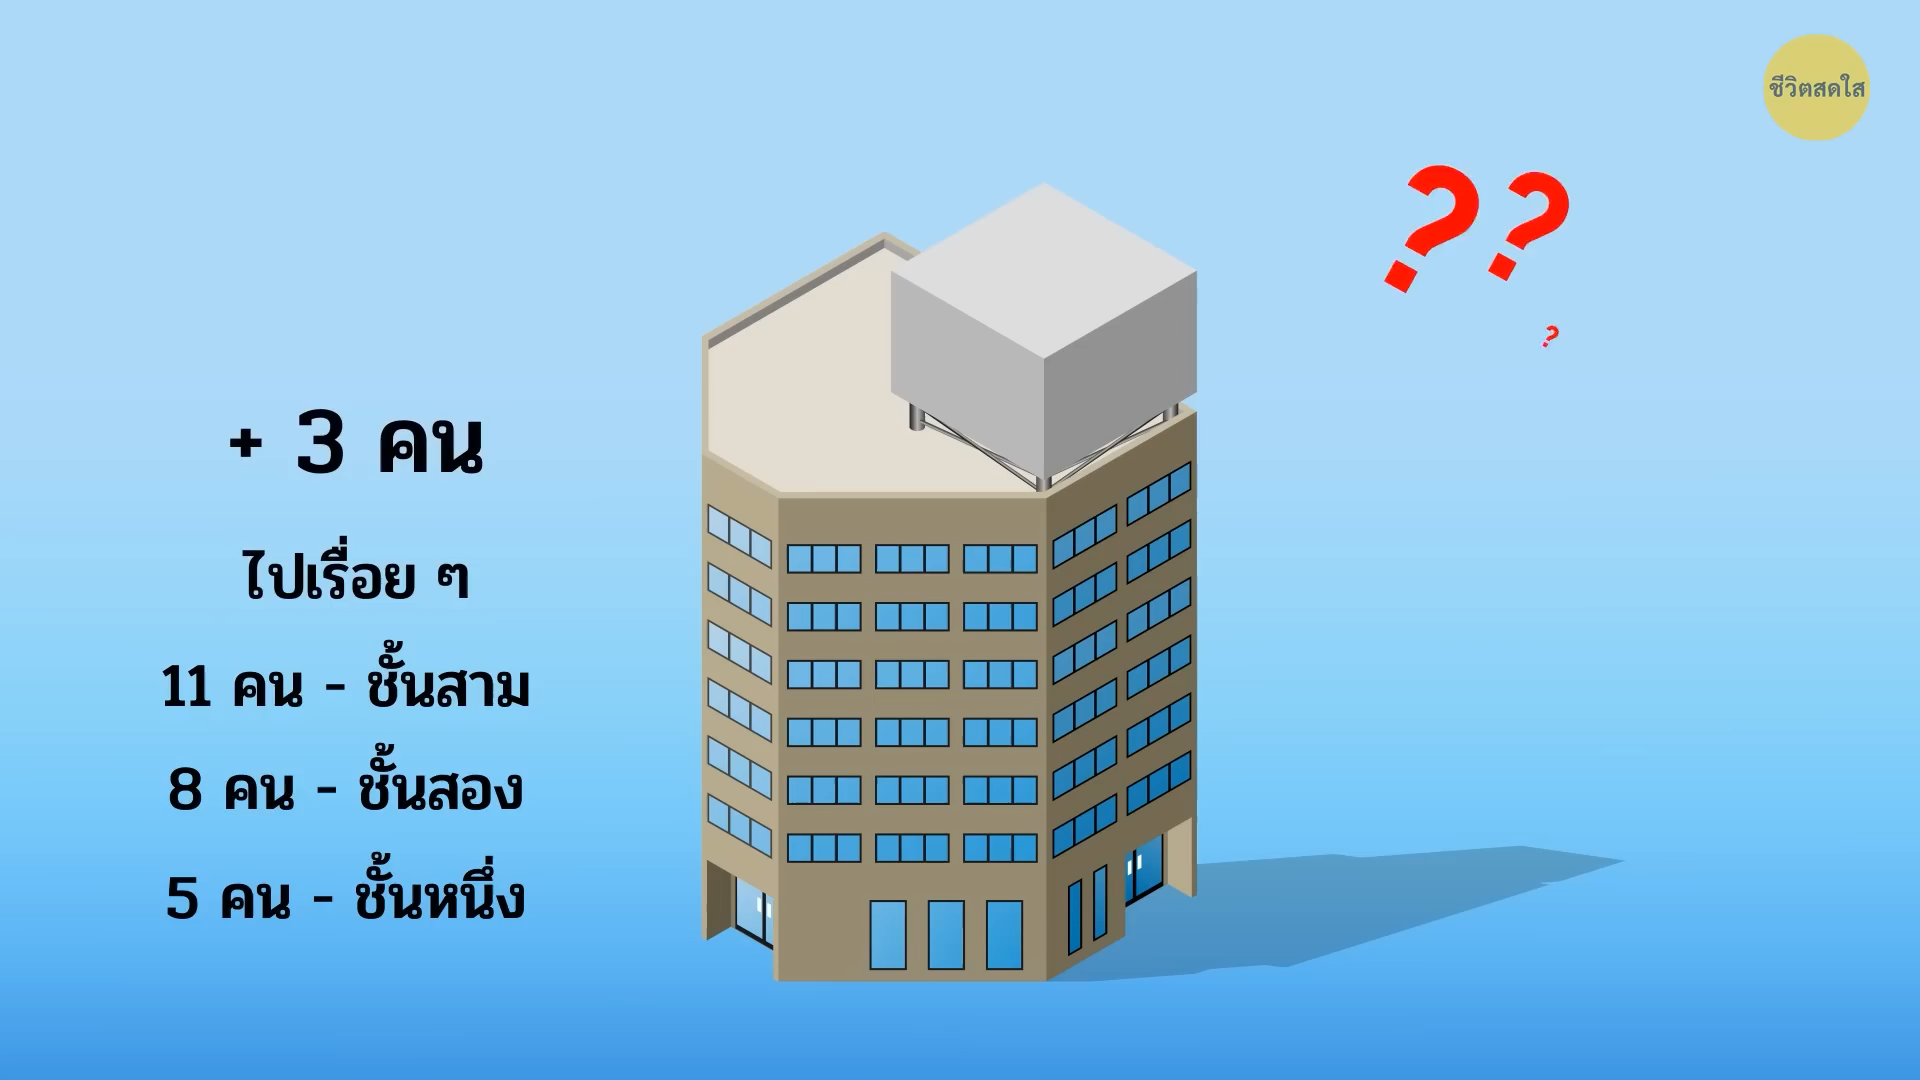 ชีวิตสดใส
??
?
+ 3 คน
ไปเรื่อย ๆ
11 คน - ชั้นสาม
8 คน - ชั้นสอง
5 คน - ชั้นหนึ่ง